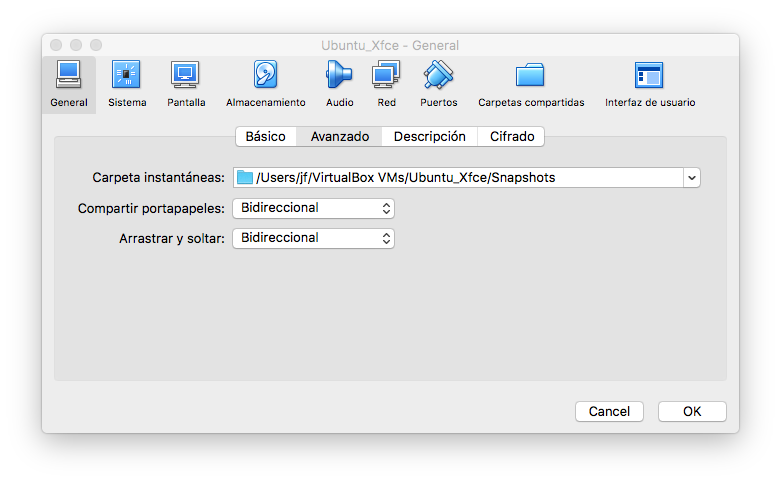 Ubuntu_Xfce - General
General Sistema Pantalla Almacenamiento Audio Red Puertos Carpetas compartidas Interfaz de usuario
Básico Avanzado Descripción Cifrado
Carpeta instantáneas: /Users/jf/VirtualBox VMs/Ubuntu_Xfce/Snapshots
Compartir portapapeles: Bidireccional
Arrastrar y soltar: Bidireccional
Cancel OK